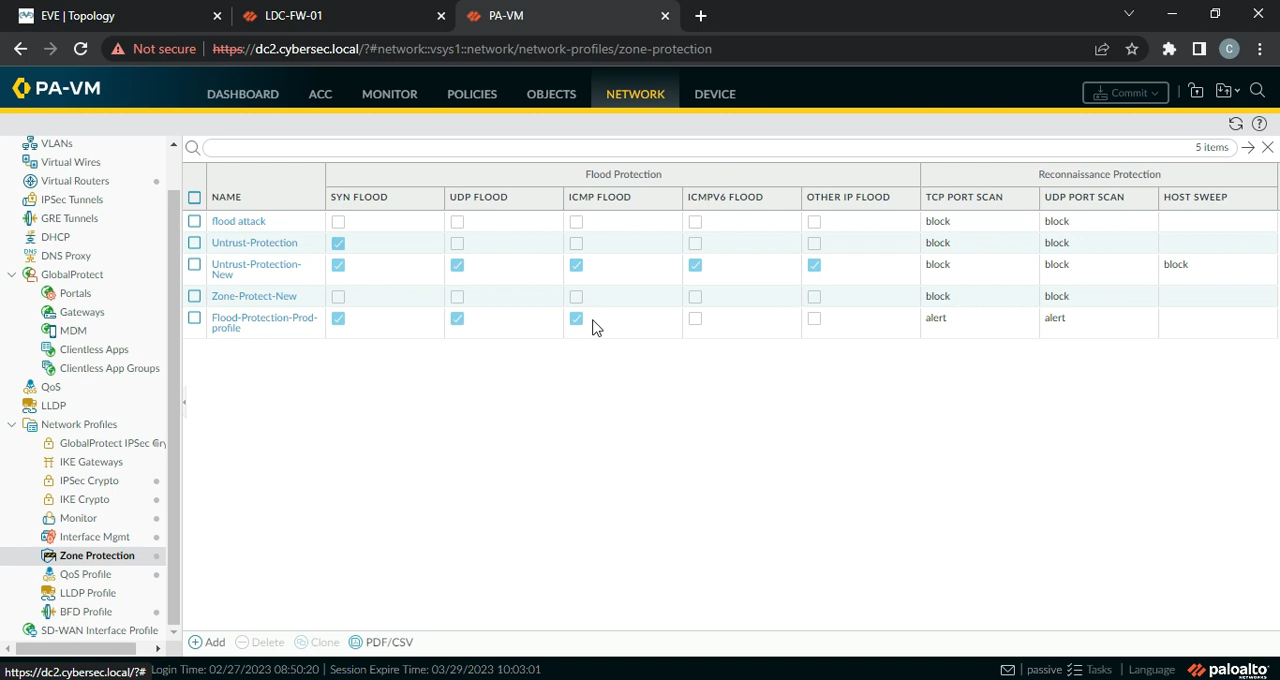 EVE | Topology
LDC-FW-01
PA-VM
Not secure https://dc2.cybersec.local/?#network::vsys1::network/network-profiles/zone-protection
C
PA-VM
DASHBOARD ACC MONITOR POLICIES OBJECTS NETWORK DEVICE
Commit
VLANs
Virtual Wires
Virtual Routers
IPSec Tunnels
GRE Tunnels
DHCP
DNS Proxy
GlobalProtect
Portals
Gateways
MDM
Clientless Apps
Clientless App Groups
QoS
LLDP
Network Profiles
GlobalProtect IPSec Cry
IKE Gateways
IPSec Crypto
IKE Crypto
Monitor
Interface Mgmt
Zone Protection
QoS Profile
LLDP Profile
BFD Profile
SD-WAN Interface Profile
5 items
Flood Protection Reconnaissance Protection
NAME SYN FLOOD UDP FLOOD ICMP FLOOD ICMPV6 FLOOD OTHER IP FLOOD TCP PORT SCAN UDP PORT SCAN HOST SWEEP
flood attack block block
Untrust-Protection block block
Untrust-Protection- block block block
New
Zone-Protect-New block block
Flood-Protection-Prod- alert alert
profile
Add Delete Clone PDF/CSV
https://dc2.cybersec.local/?# Login Time: 02/27/2023 08:50:20 | Session Expire Time: 03/29/2023 10:03:01
passive Tasks Language paloalto
NETWORKS